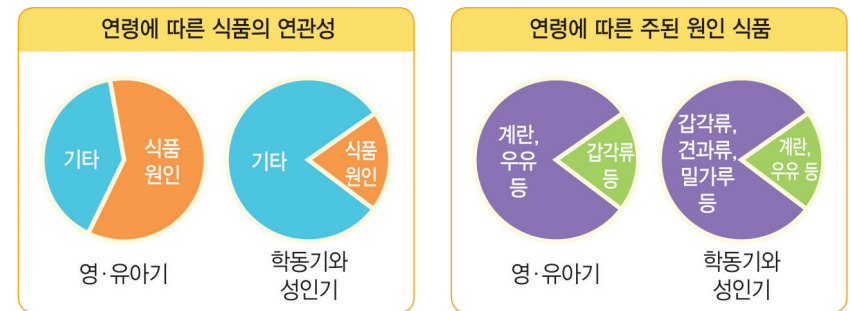 연령에 따른 식품의 연관성
기타
식품
원인
영·유아기
기타
식품
원인
학동기와
성인기
연령에 따른 주된 원인 식품
계란,
우유
등
갑각류
등
영·유아기
갑각류,
견과류,
밀가루
등
계란,
우유 등
학동기와
성인기